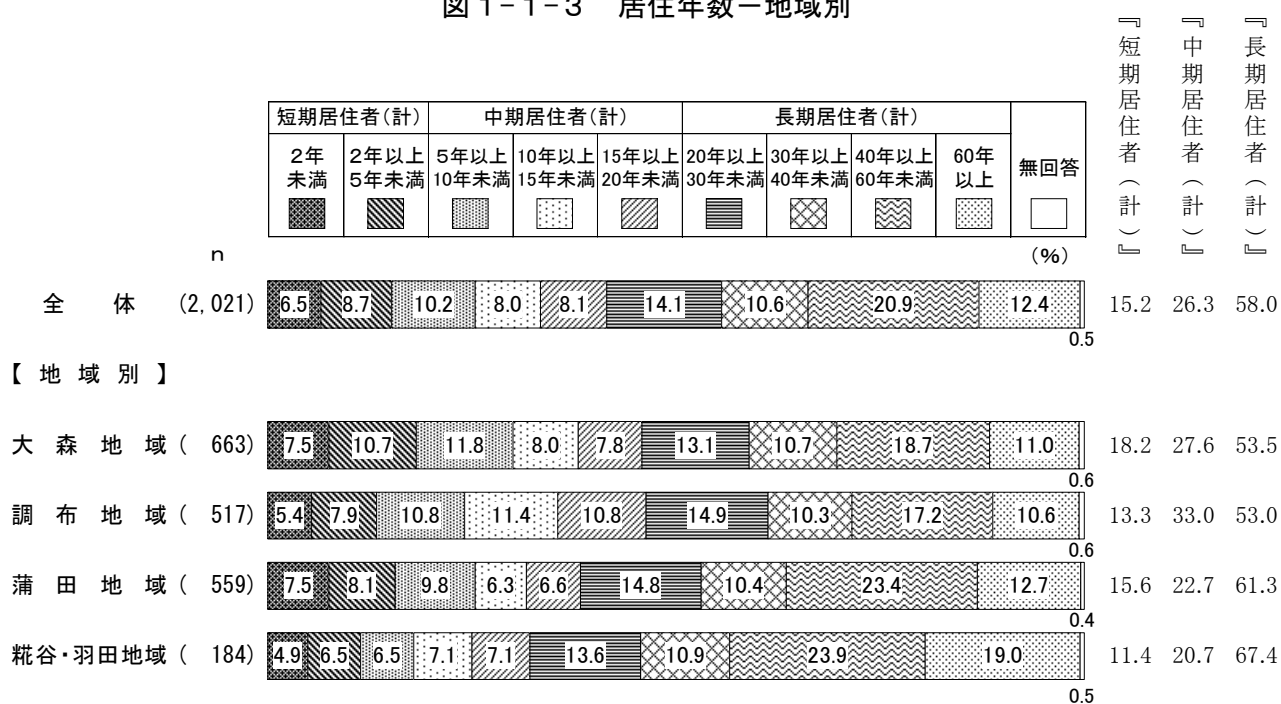 図1-1-3 居住年数－地域別
『短期居住者(計)』
『中期居住者(計)』
『長期居住者(計)』
短期居住者(計) 中期居住者(計) 長期居住者(計)
2年未満
2年以上5年未満
5年以上10年未満
10年以上15年未満
15年以上20年未満
20年以上30年未満
30年以上40年未満
40年以上60年未満
60年以上
無回答
n (%)
全体 (2,021) 6.5 8.7 10.2 8.0 8.1 14.1 10.6 20.9 12.4 15.2 26.3 58.0
0.5
【地域別】
大森地域 ( 663) 7.5 10.7 11.8 8.0 7.8 13.1 10.7 18.7 11.0 18.2 27.6 53.5
0.6
調布地域 ( 517) 5.4 7.9 10.8 11.4 10.8 14.9 10.3 17.2 10.6 13.3 33.0 53.0
0.6
蒲田地域 ( 559) 7.5 8.1 9.8 6.3 6.6 14.8 10.4 23.4 12.7 15.6 22.7 61.3
0.4
糀谷・羽田地域 ( 184) 4.9 6.5 6.5 7.1 7.1 13.6 10.9 23.9 19.0 11.4 20.7 67.4
0.5